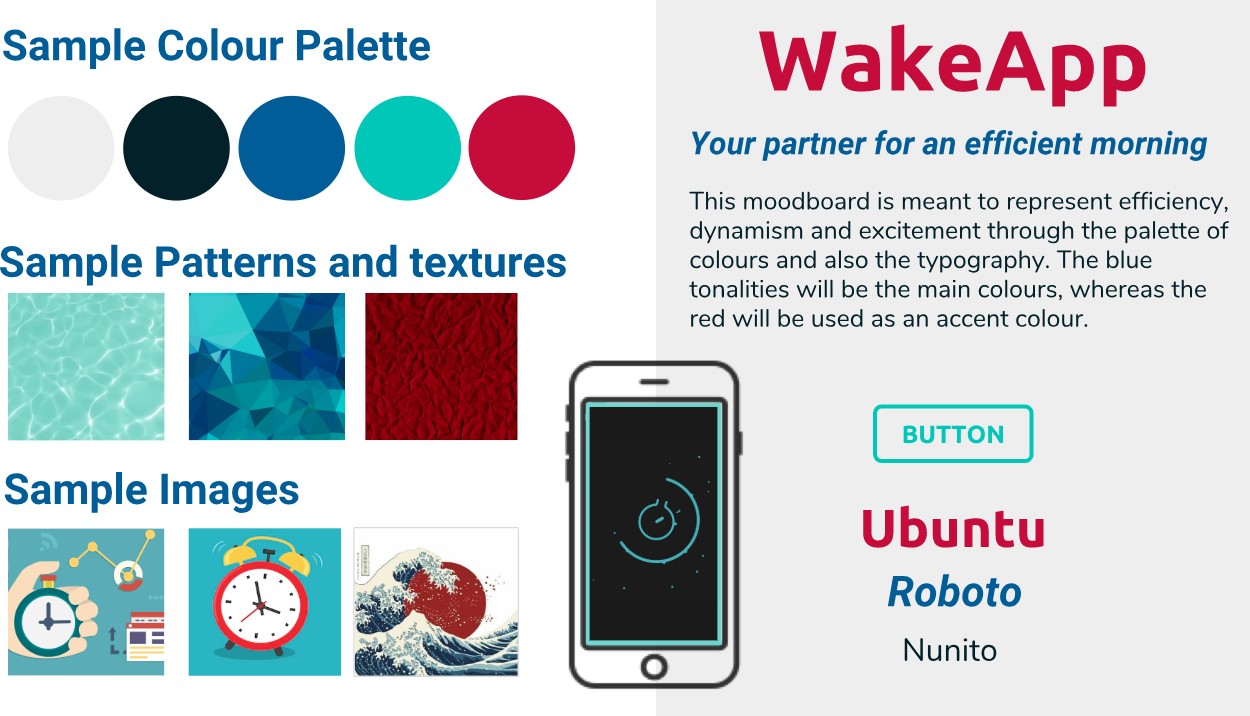 Sample Colour Palette
Sample Patterns and textures
Sample Images
WakeApp
Your partner for an efficient morning
This moodboard is meant to represent efficiency,
dynamism and excitement through the palette of
colours and also the typography. The blue
tonalities will be the main colours, whereas the
red will be used as an accent colour.
BUTTON
Ubuntu
Roboto
Nunito